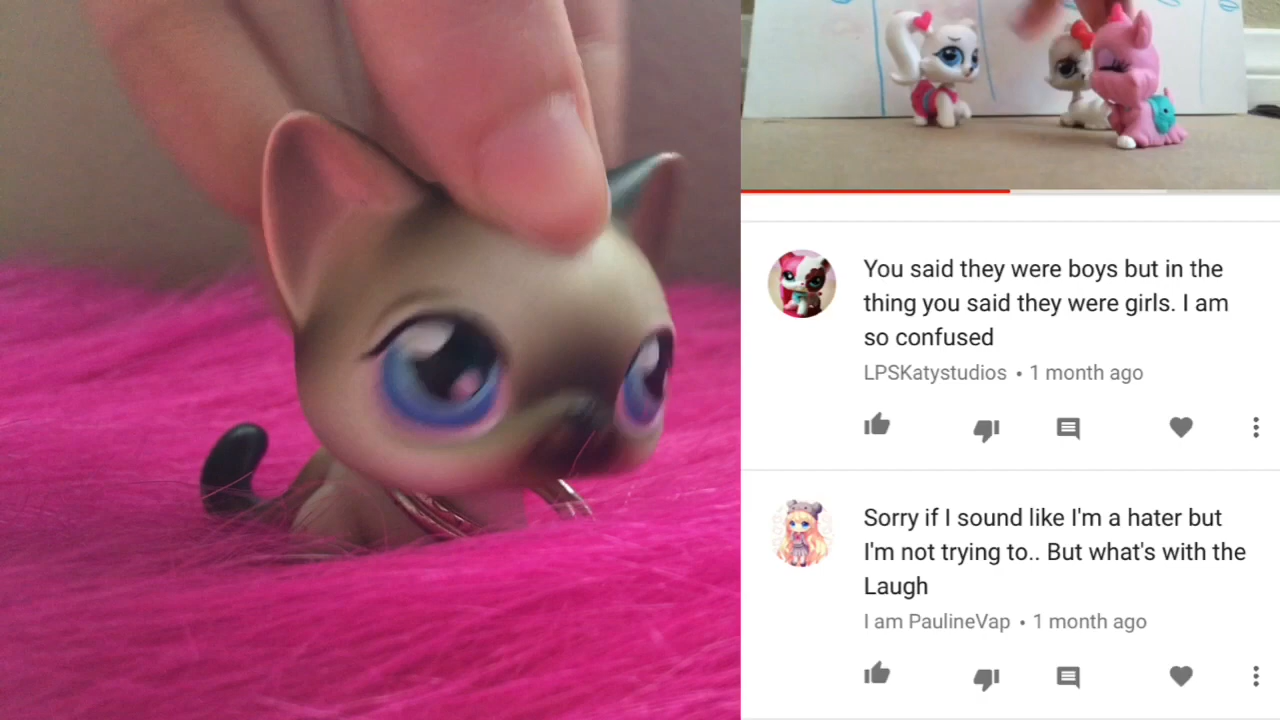 You said they were boys but in the
thing you said they were girls. I am
so confused
LPSKatystudios • 1 month ago
Sorry if I sound like I'm a hater but
I'm not trying to.. But what's with the
Laugh
I am PaulineVap • 1 month ago